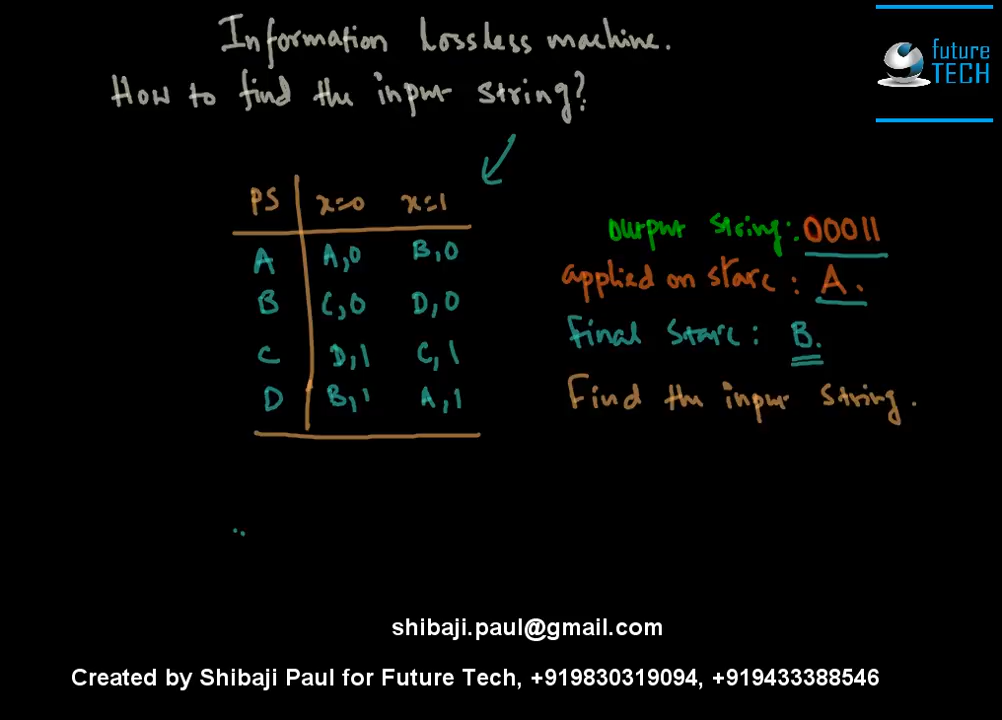 Information Lossless machine.
How to find the input string?
future
TECH
PS x=0 x=1
A A,0 B,0
B C,0 D,0
C D,1 C,1
D B,1 A,1
output string: 00011
applied on state: A.
final state: B.
Find the input string.
shibaji.paul@gmail.com
Created by Shibaji Paul for Future Tech, +919830319094, +919433388546